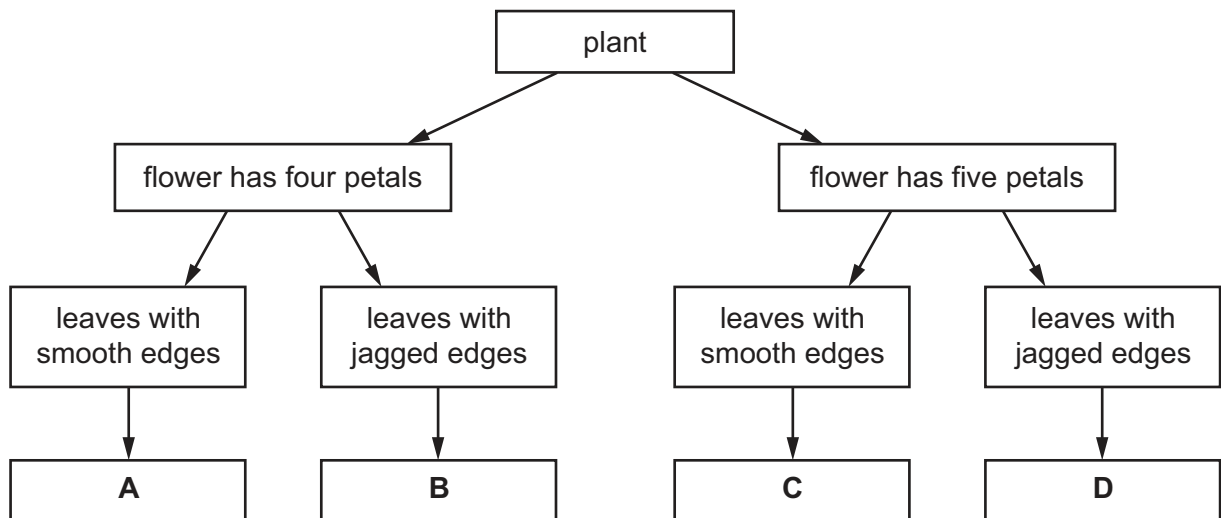 plant
flower has four petals
flower has five petals
leaves with
smooth edges
leaves with
jagged edges
leaves with
smooth edges
leaves with
jagged edges
A
B
C
D